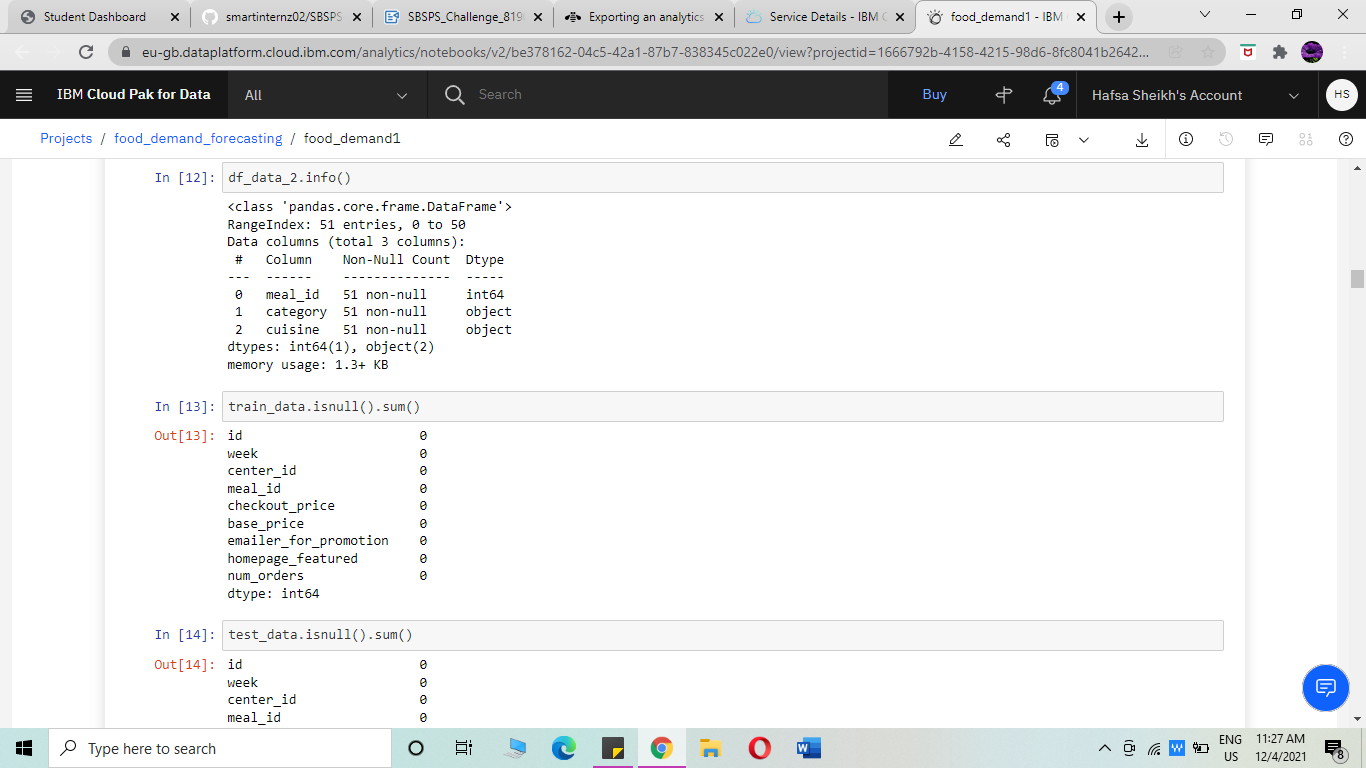 Student Dashboard
smartinternz02/SBSPS
SBSPS_Challenge_819
Exporting an analytics
Service Details - IBM C
food_demand1 - IBM
eu-gb.dataplatform.cloud.ibm.com/analytics/notebooks/v2/be378162-04c5-42a1-87b7-838345c022e0/view?projectid=1666792b-4158-4215-98d6-8fc8041b2642...
IBM Cloud Pak for Data
All
Search
Buy
4
Hafsa Sheikh's Account
HS
Projects / food_demand_forecasting / food_demand1
In [12]: df_data_2.info()
<class 'pandas.core.frame.DataFrame'>
RangeIndex: 51 entries, 0 to 50
Data columns (total 3 columns):
# Column Non-Null Count Dtype
--- ------ -------------- -----
0 meal_id 51 non-null int64
1 category 51 non-null object
2 cuisine 51 non-null object
dtypes: int64(1), object(2)
memory usage: 1.3+ KB
In [13]: train_data.isnull().sum()
Out[13]: id 0
week 0
center_id 0
meal_id 0
checkout_price 0
base_price 0
emailer_for_promotion 0
homepage_featured 0
num_orders 0
dtype: int64
In [14]: test_data.isnull().sum()
Out[14]: id 0
week 0
center_id 0
meal_id 0
Type here to search
ENG
US
11:27 AM
12/4/2021
8